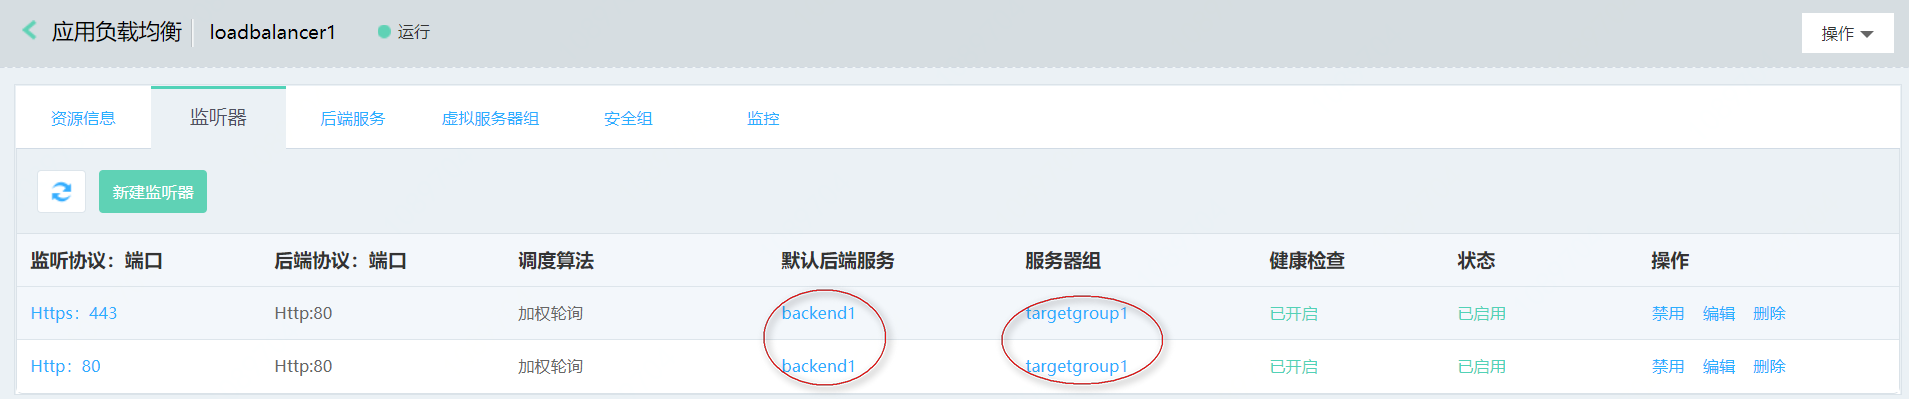 应用负载均衡 loadbalancer1 运行 操作
资源信息 监听器 后端服务 虚拟服务器组 安全组 监控
新建监听器
监听协议：端口 后端协议：端口 调度算法 默认后端服务 服务器组 健康检查 状态 操作
Https：443 Http:80 加权轮询 backend1 targetgroup1 已开启 已启用 禁用 编辑 删除
Http：80 Http:80 加权轮询 backend1 targetgroup1 已开启 已启用 禁用 编辑 删除